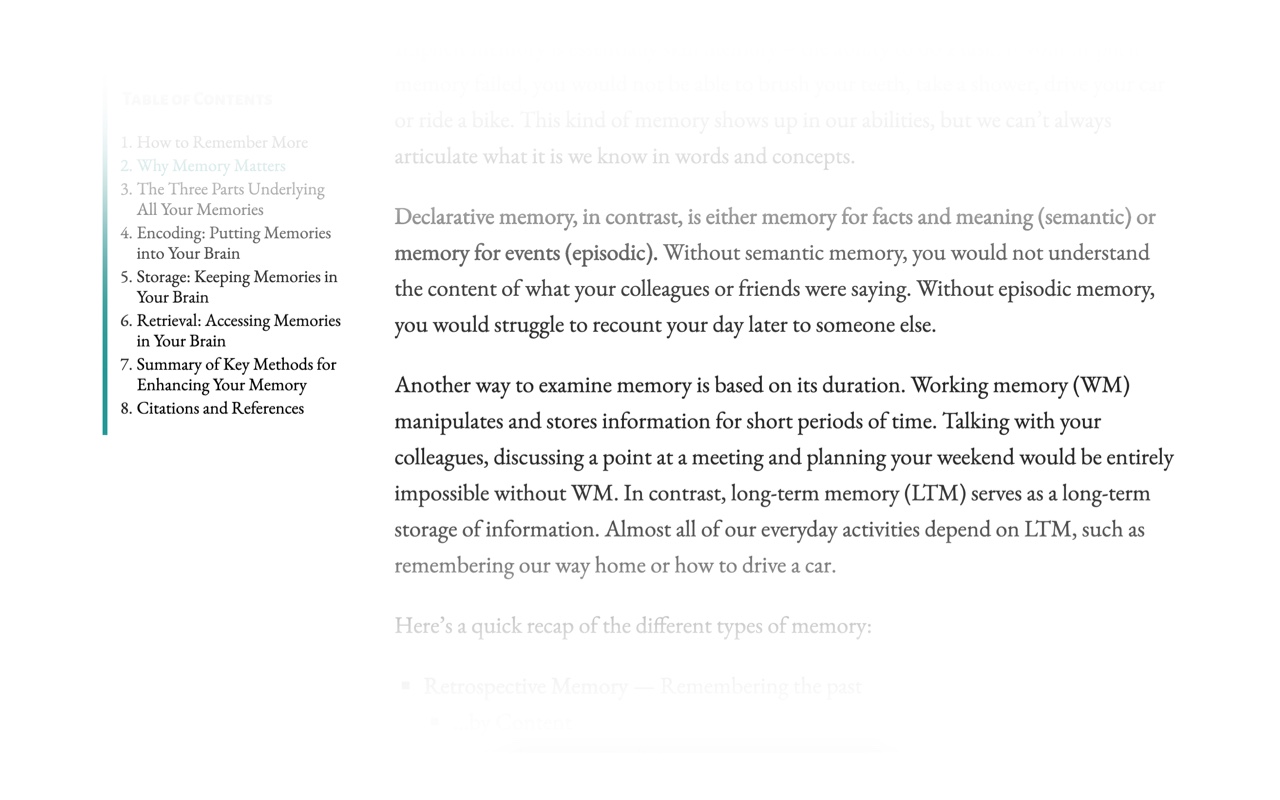 TABLE OF CONTENTS
1. How to Remember More
2. Why Memory Matters
3. The Three Parts Underlying
All Your Memories
4. Encoding: Putting Memories
into Your Brain
5. Storage: Keeping Memories in
Your Brain
6. Retrieval: Accessing Memories
in Your Brain
7. Summary of Key Methods for
Enhancing Your Memory
8. Citations and References
memory failed, you would not be able to brush your teeth, take a shower, drive your car
or ride a bike. This kind of memory shows up in our abilities, but we can’t always
articulate what it is we know in words and concepts.
Declarative memory, in contrast, is either memory for facts and meaning (semantic) or
memory for events (episodic). Without semantic memory, you would not understand
the content of what your colleagues or friends were saying. Without episodic memory,
you would struggle to recount your day later to someone else.
Another way to examine memory is based on its duration. Working memory (WM)
manipulates and stores information for short periods of time. Talking with your
colleagues, discussing a point at a meeting and planning your weekend would be entirely
impossible without WM. In contrast, long-term memory (LTM) serves as a long-term
storage of information. Almost all of our everyday activities depend on LTM, such as
remembering our way home or how to drive a car.
Here’s a quick recap of the different types of memory:
▪ Retrospective Memory — Remembering the past